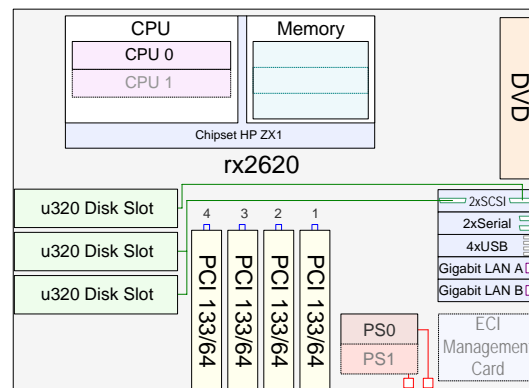 CPU
Memory
CPU 0
CPU 1
Chipset HP ZX1
DVD
rx2620
u320 Disk Slot
u320 Disk Slot
u320 Disk Slot
4
3
2
1
PCI 133/64
PCI 133/64
PCI 133/64
PCI 133/64
2xSCSI
2xSerial
4xUSB
Gigabit LAN A
Gigabit LAN B
PS0
PS1
ECI
Management
Card